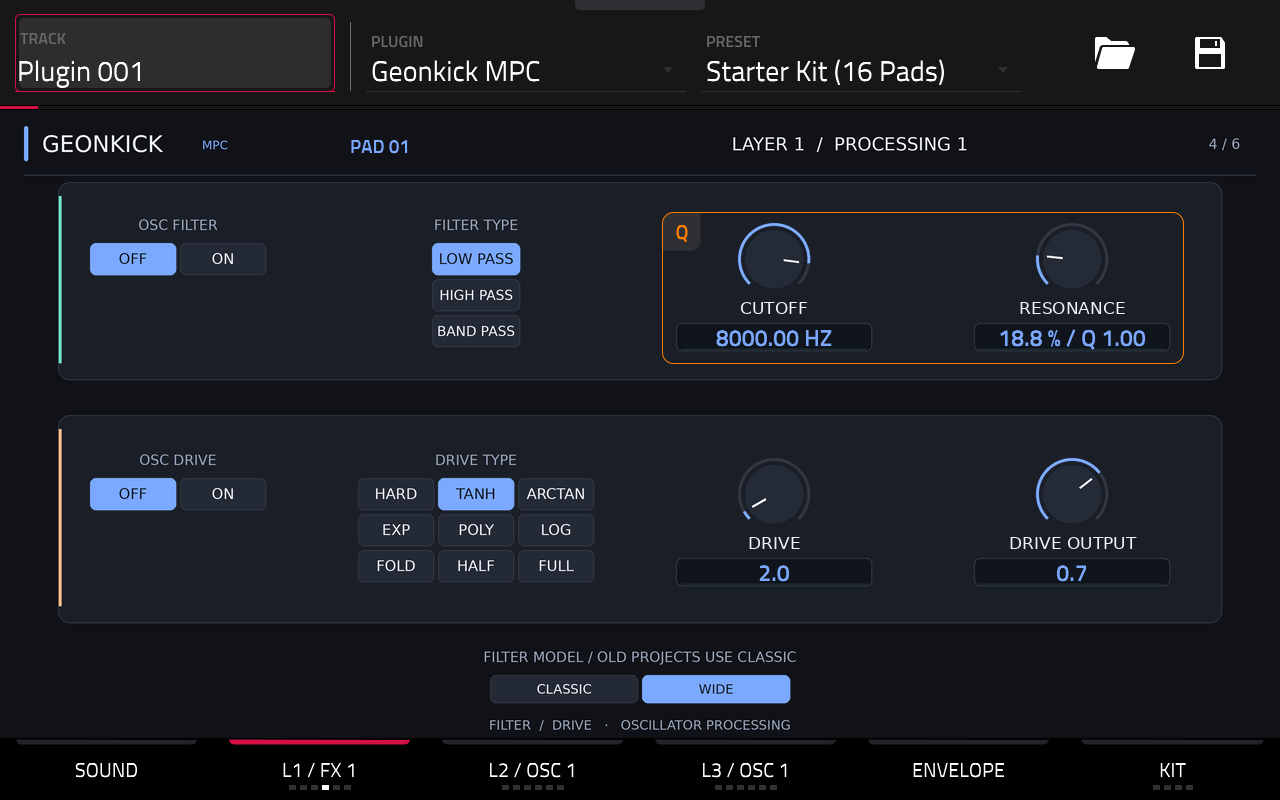 TRACK
Plugin 001
PLUGIN
Geonkick MPC
PRESET
Starter Kit (16 Pads)
GEONKICK
MPC
PAD 01
LAYER 1 / PROCESSING 1
4 / 6
OSC FILTER
OFF
ON
FILTER TYPE
LOW PASS
HIGH PASS
BAND PASS
Q
CUTOFF
8000.00 HZ
RESONANCE
18.8 % / Q 1.00
OSC DRIVE
OFF
ON
DRIVE TYPE
HARD
TANH
ARCTAN
EXP
POLY
LOG
FOLD
HALF
FULL
DRIVE
2.0
DRIVE OUTPUT
0.7
FILTER MODEL / OLD PROJECTS USE CLASSIC
CLASSIC
WIDE
FILTER / DRIVE · OSCILLATOR PROCESSING
SOUND
L1 / FX 1
L2 / OSC 1
L3 / OSC 1
ENVELOPE
KIT